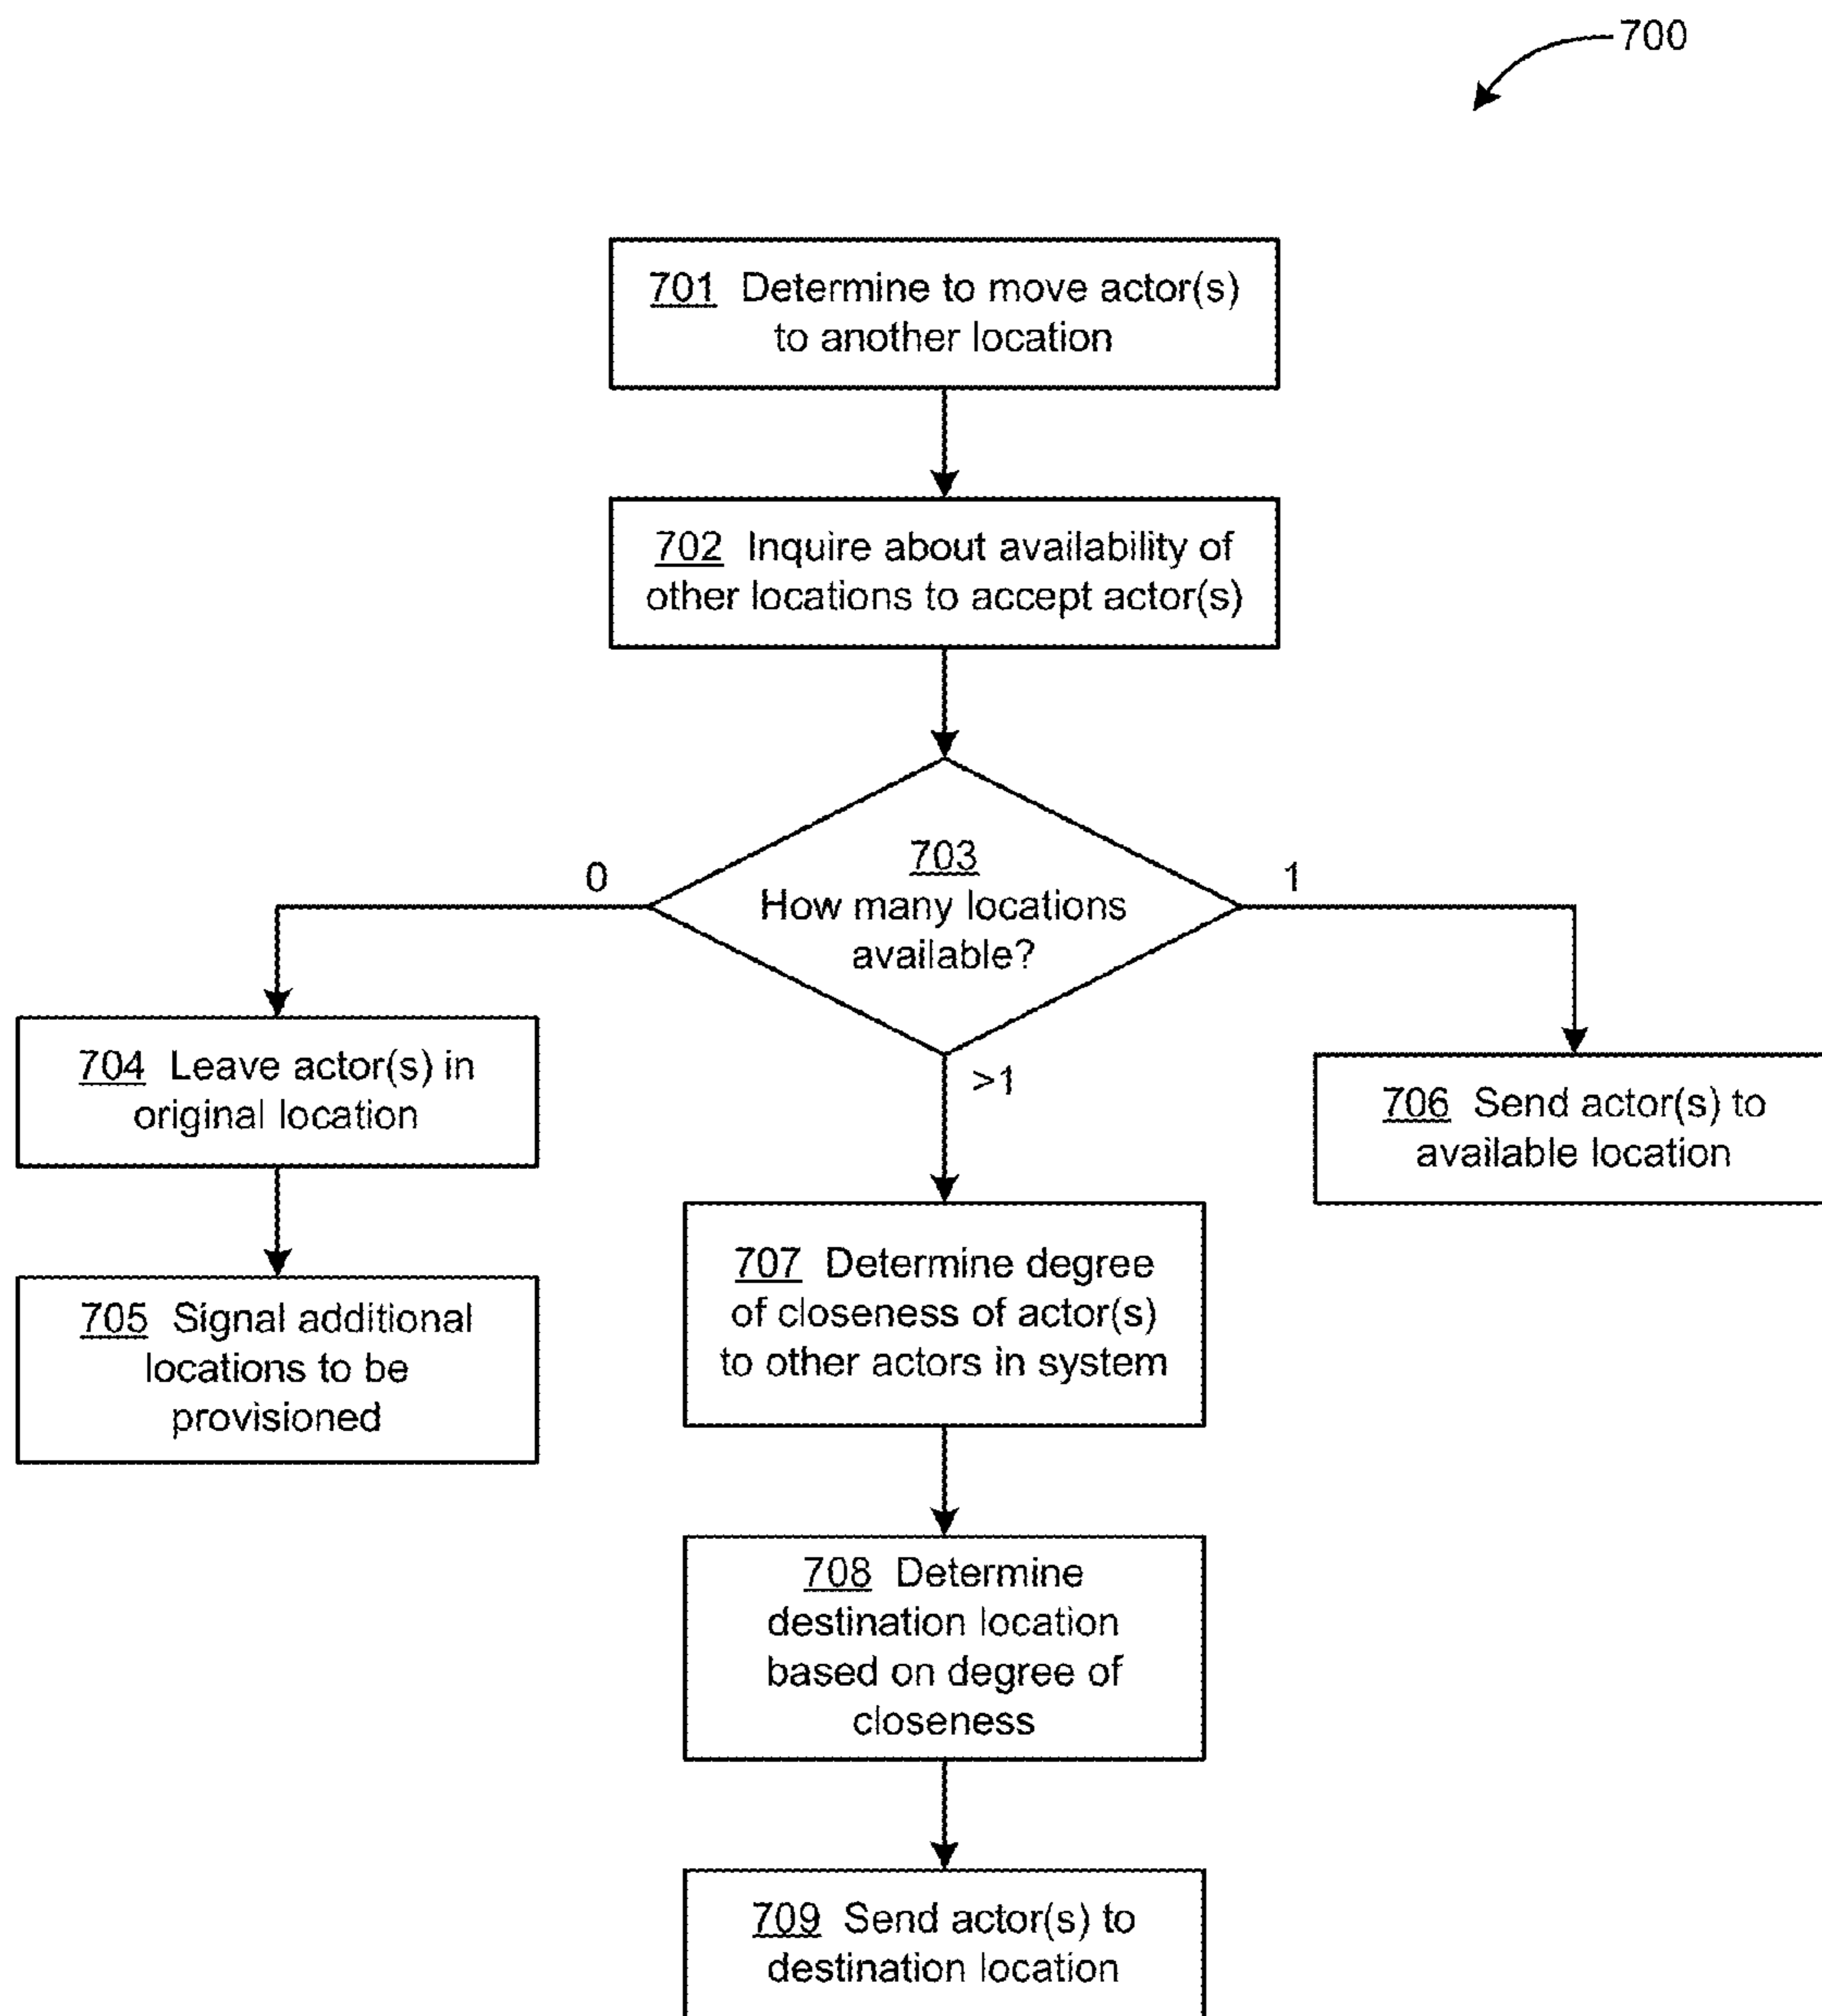 700
701 Determine to move actor(s)
to another location
702 Inquire about availability of
other locations to accept actor(s)
703
How many locations
available?
0
1
>1
704 Leave actor(s) in
original location
705 Signal additional
locations to be
provisioned
706 Send actor(s) to
available location
707 Determine degree
of closeness of actor(s)
to other actors in system
708 Determine
destination location
based on degree of
closeness
709 Send actor(s) to
destination location